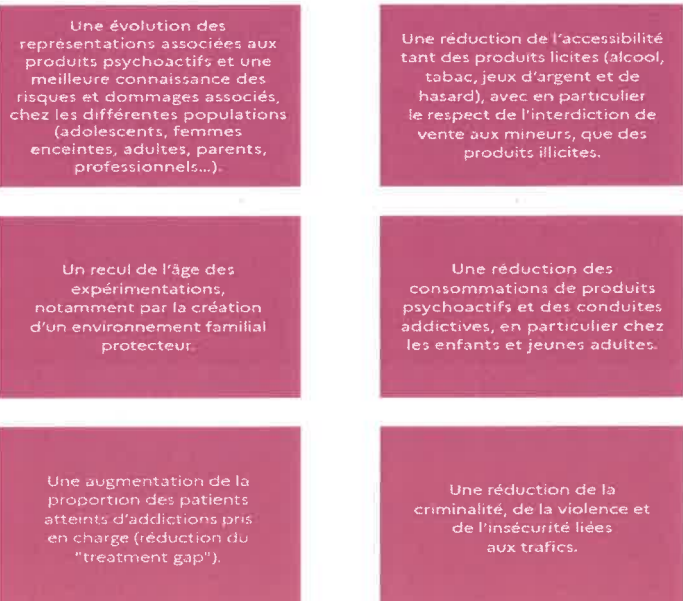 Une évolution des
représentations associées aux
produits psychoactifs et une
meilleure connaissance des
risques et dommages associés,
chez les différentes populations
(adolescents, femmes
enceintes, adultes, parents,
professionnels...).
Une réduction de l'accessibilité
tant des produits licites (alcool,
tabac, jeux d'argent et de
hasard), avec en particulier
le respect de l'interdiction de
vente aux mineurs, que des
produits illicites.
Un recul de l'âge des
expérimentations,
notamment par la création
d'un environnement familial
protecteur.
Une réduction des
consommations de produits
psychoactifs et des conduites
addictives, en particulier chez
les enfants et jeunes adultes.
Une augmentation de la
proportion des patients
atteints d'addictions pris
en charge (réduction du
"treatment gap").
Une réduction de la
criminalité, de la violence et
de l'insécurité liées
aux trafics.